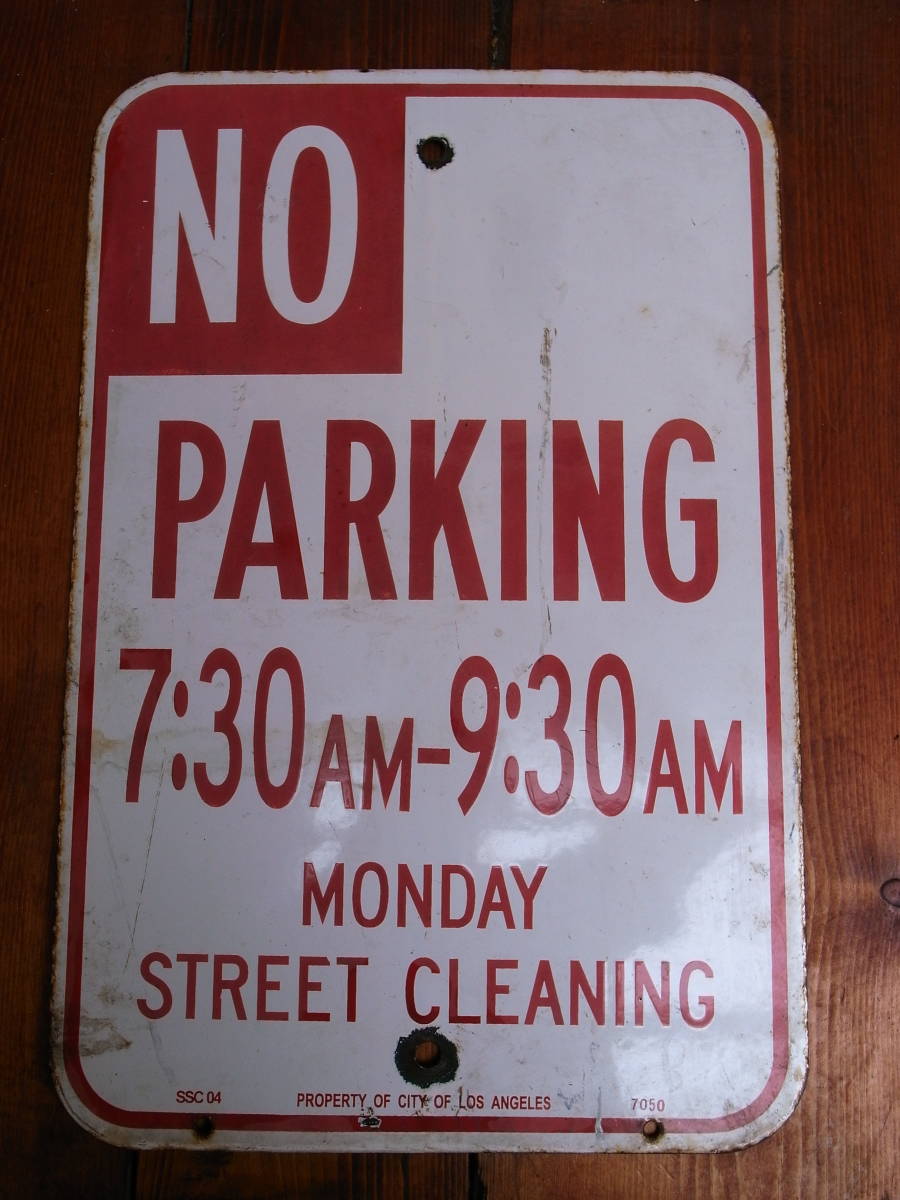 NO
PARKING
7:30AM-9:30AM
MONDAY
STREET CLEANING
SSC 04 PROPERTY OF CITY OF LOS ANGELES 7050